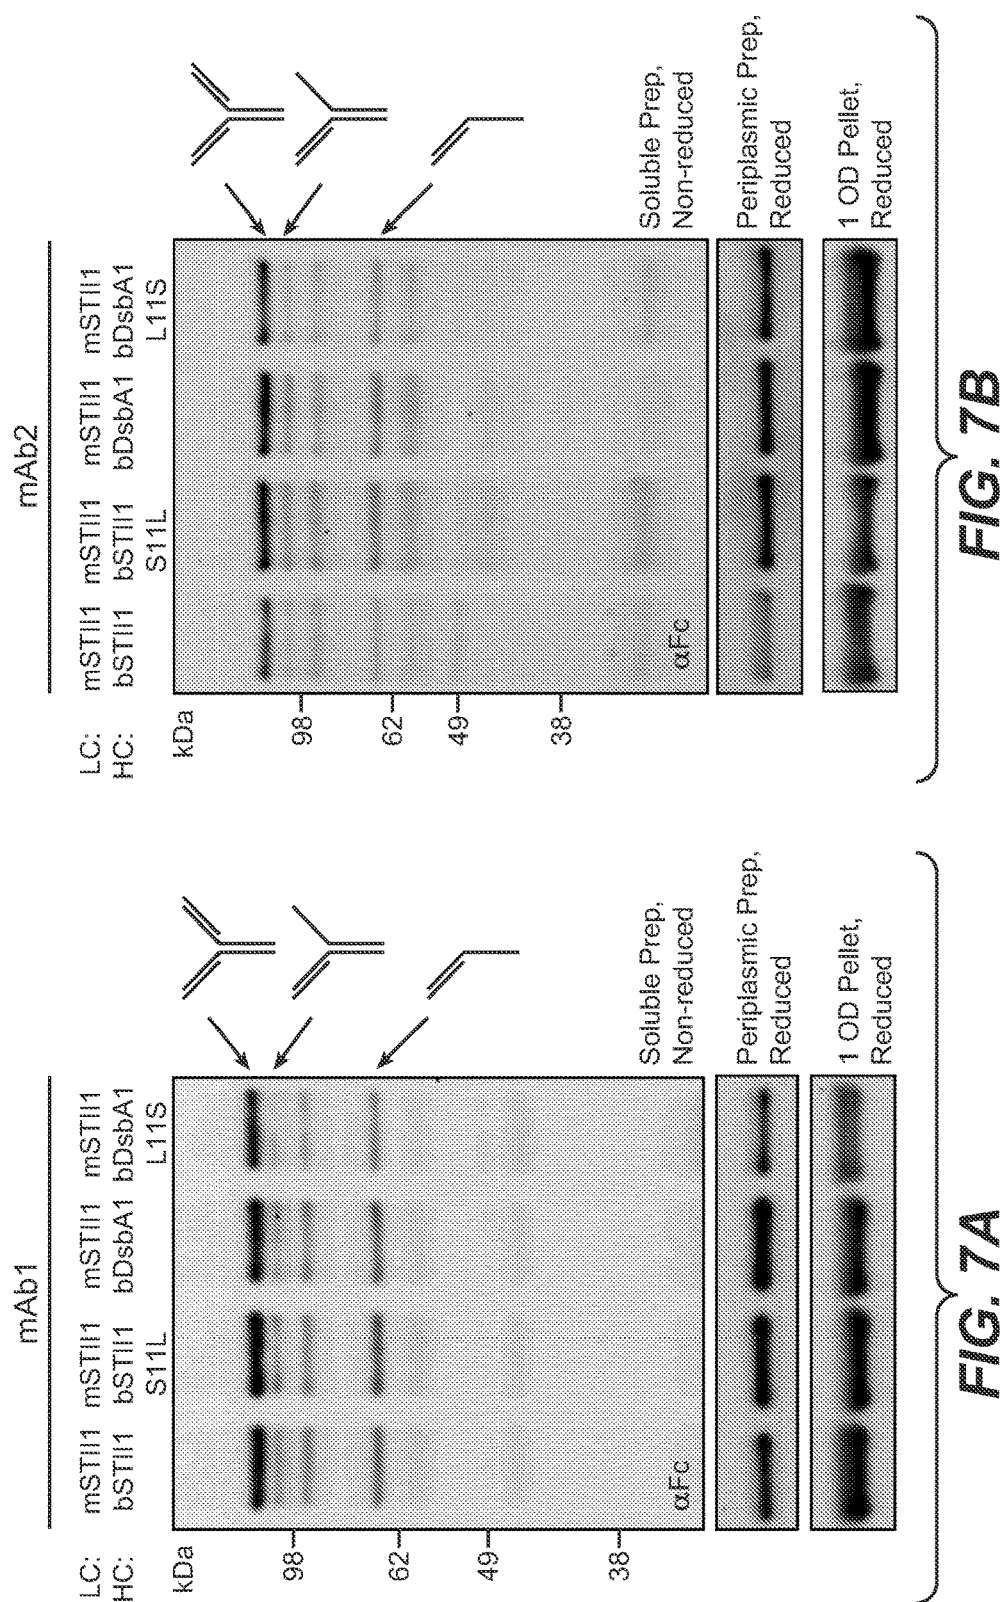 mAb1
LC: mSTII1 mSTII1 mSTII1 mSTII1
HC: bSTII1 bSTII1 bDsbA1 bDsbA1
S11L L11S
kDa
98
62
49
38
αFc
Soluble Prep,
Non-reduced
Periplasmic Prep,
Reduced
1 OD Pellet,
Reduced
FIG. 7A
mAb2
LC: mSTII1 mSTII1 mSTII1 mSTII1
HC: bSTII1 bSTII1 bDsbA1 bDsbA1
S11L L11S
kDa
98
62
49
38
αFc
Soluble Prep,
Non-reduced
Periplasmic Prep,
Reduced
1 OD Pellet,
Reduced
FIG. 7B